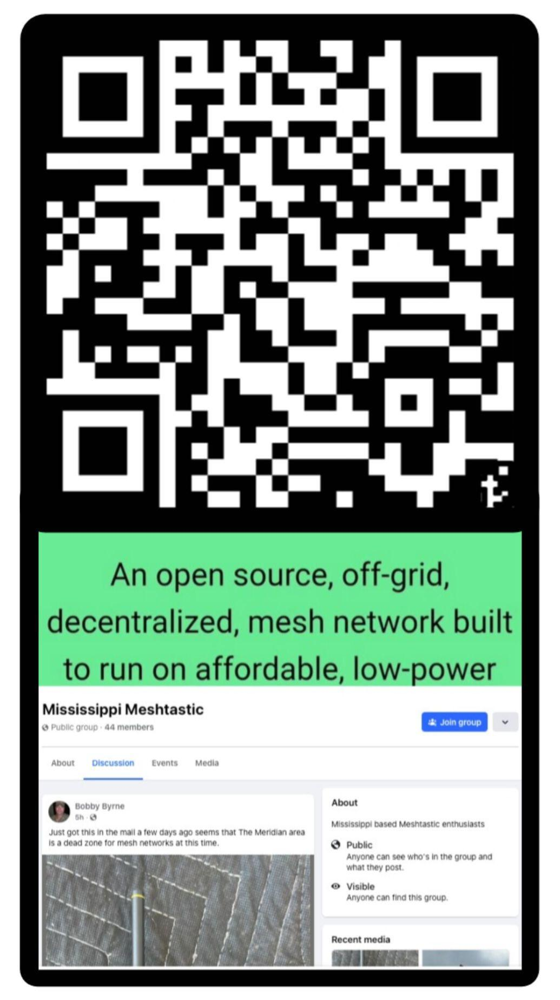 An open source, off-grid,
decentralized, mesh network built
to run on affordable, low-power
Mississippi Meshtastic
Public group · 44 members
Join group
About
Discussion
Events
Media
Bobby Byrne
5h ·
Just got this in the mail a few days ago seems that The Meridian area
is a dead zone for mesh networks at this time.
About
Mississippi based Meshtastic enthusiasts
Public
Anyone can see who's in the group and
what they post.
Visible
Anyone can find this group.
Recent media